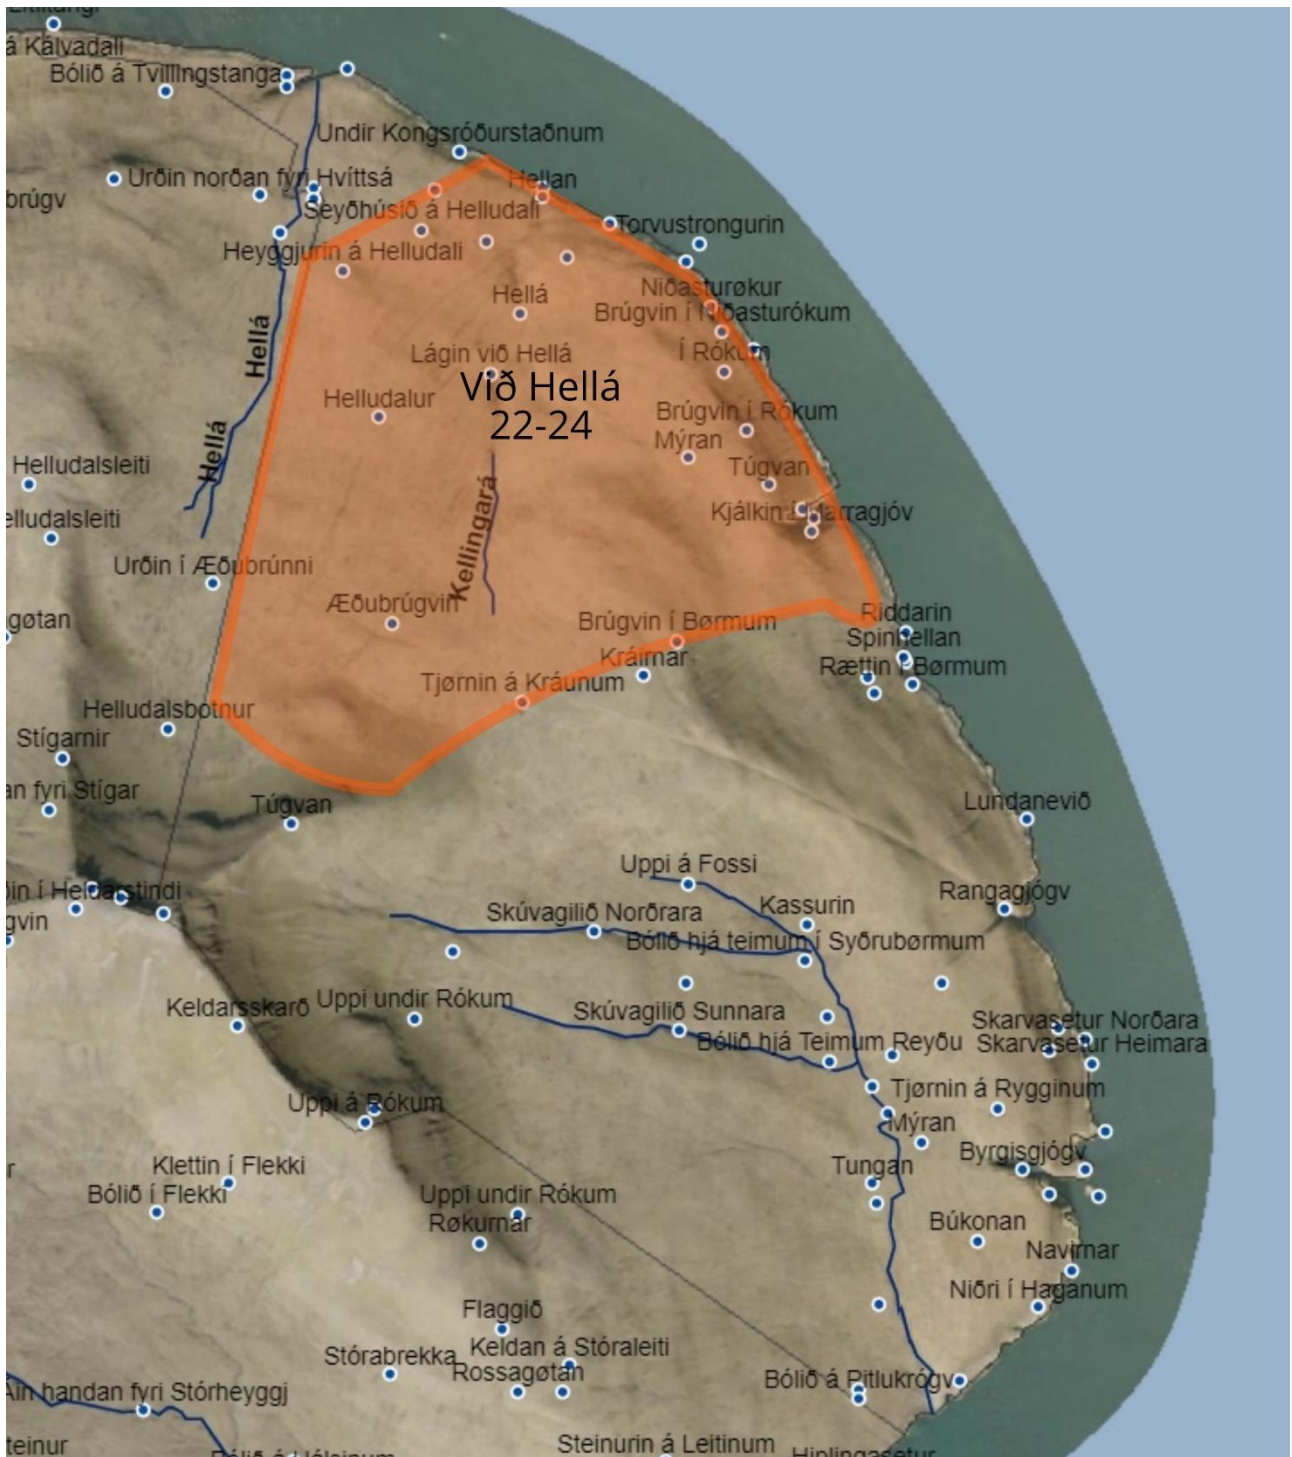 á Kálvadali
Bólið á Tvillingstanga
Undir Kongsróðurstaðnum
Urðin norðan fyri Hvíttsá
Hellan
brúgv
Seyðhúsið á Helludali
Torvustrongurin
Heyggjurin á Helludali
Niðasturøkur
Hellá
Brúgvin í Niðasturókum
Hellá
Lágin við Hellá
Í Rókum
Við Hellá
22-24
Helludalur
Brúgvin í Rókum
Mýran
Hellá
Helludalsleiti
Túgvan
Kellingará
elludalsleiti
Kjálkin í Marragjóv
Urðin í Æðubrúnni
Æðubrúgvin
Riddarin
gøtan
Brúgvin í Børmum
Spinhellan
Kráirnar
Rættin í Børmum
Tjørnin á Kráunum
Helludalsbotnur
Stígarnir
an fyri Stígar
Túgvan
Lundanevið
Uppi á Fossi
ðin í Heldarstindi
Rangagjógv
Kassurin
Skúvagilið Norðrara
gvin
Bólið hjá teimum í Syðrubørmum
Uppi undir Rókum
Keldarsskarð
Skúvagilið Sunnara
Skarvasetur Norðara
Bólið hjá Teimum Reyðu
Skarvasetur Heimara
Tjørnin á Rygginum
Uppi á Rókum
Mýran
Byrgisgjógv
r
Klettin í Flekki
Tungan
Bólið í Flekki
Uppi undir Rókum
Røkurnar
Búkonan
Navirnar
Niðri í Haganum
Flaggið
Keldan á Stóraleiti
Stórabrekka
Rossagøtan
Bólið á Pitlukrógv
Áin handan fyri Stórheyggj
teinur
Steinurin á Leitinum